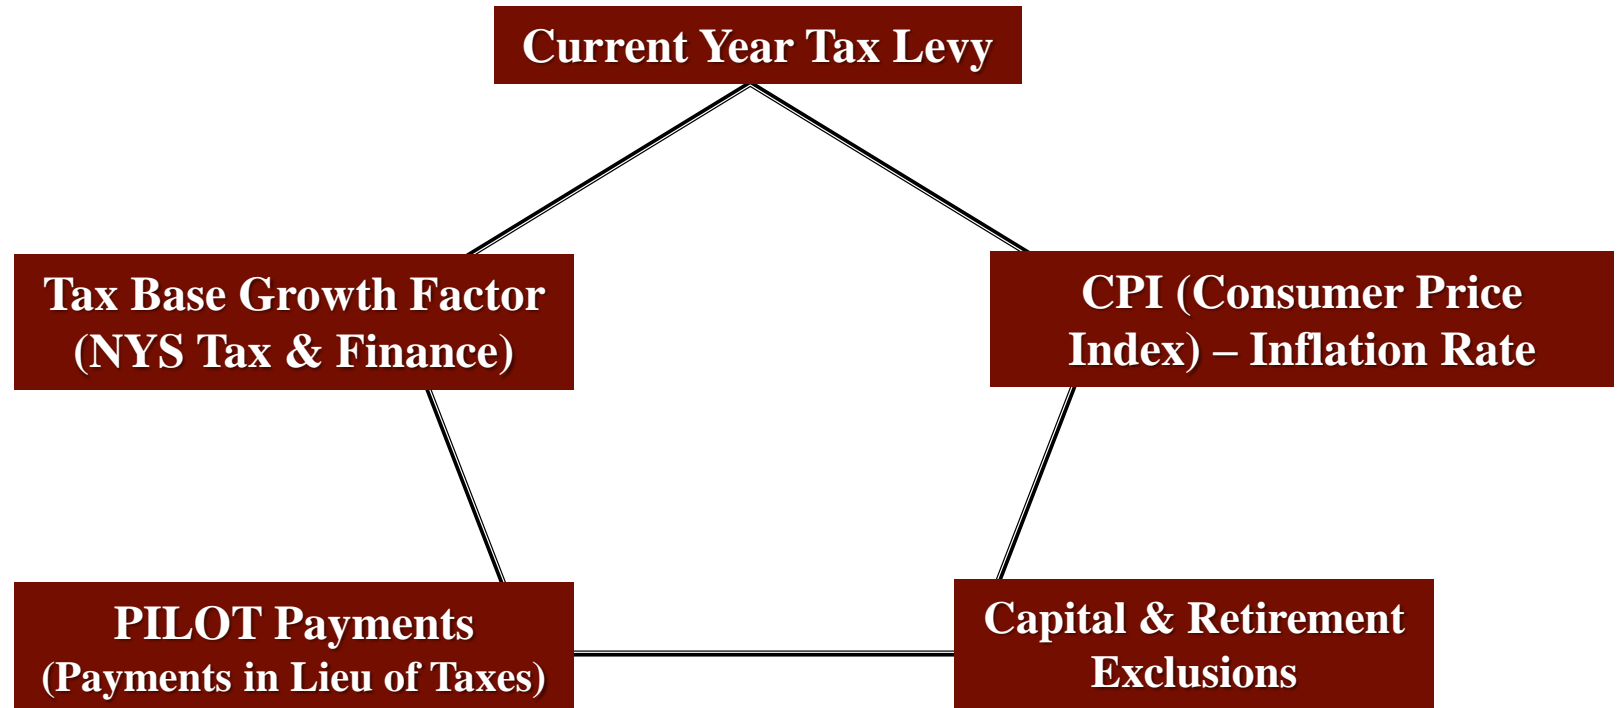 Current Year Tax Levy
Tax Base Growth Factor
(NYS Tax & Finance)
CPI (Consumer Price
Index) – Inflation Rate
PILOT Payments
(Payments in Lieu of Taxes)
Capital & Retirement
Exclusions